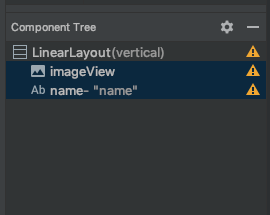 Component Tree
LinearLayout(vertical)
imageView
Ab name- "name"